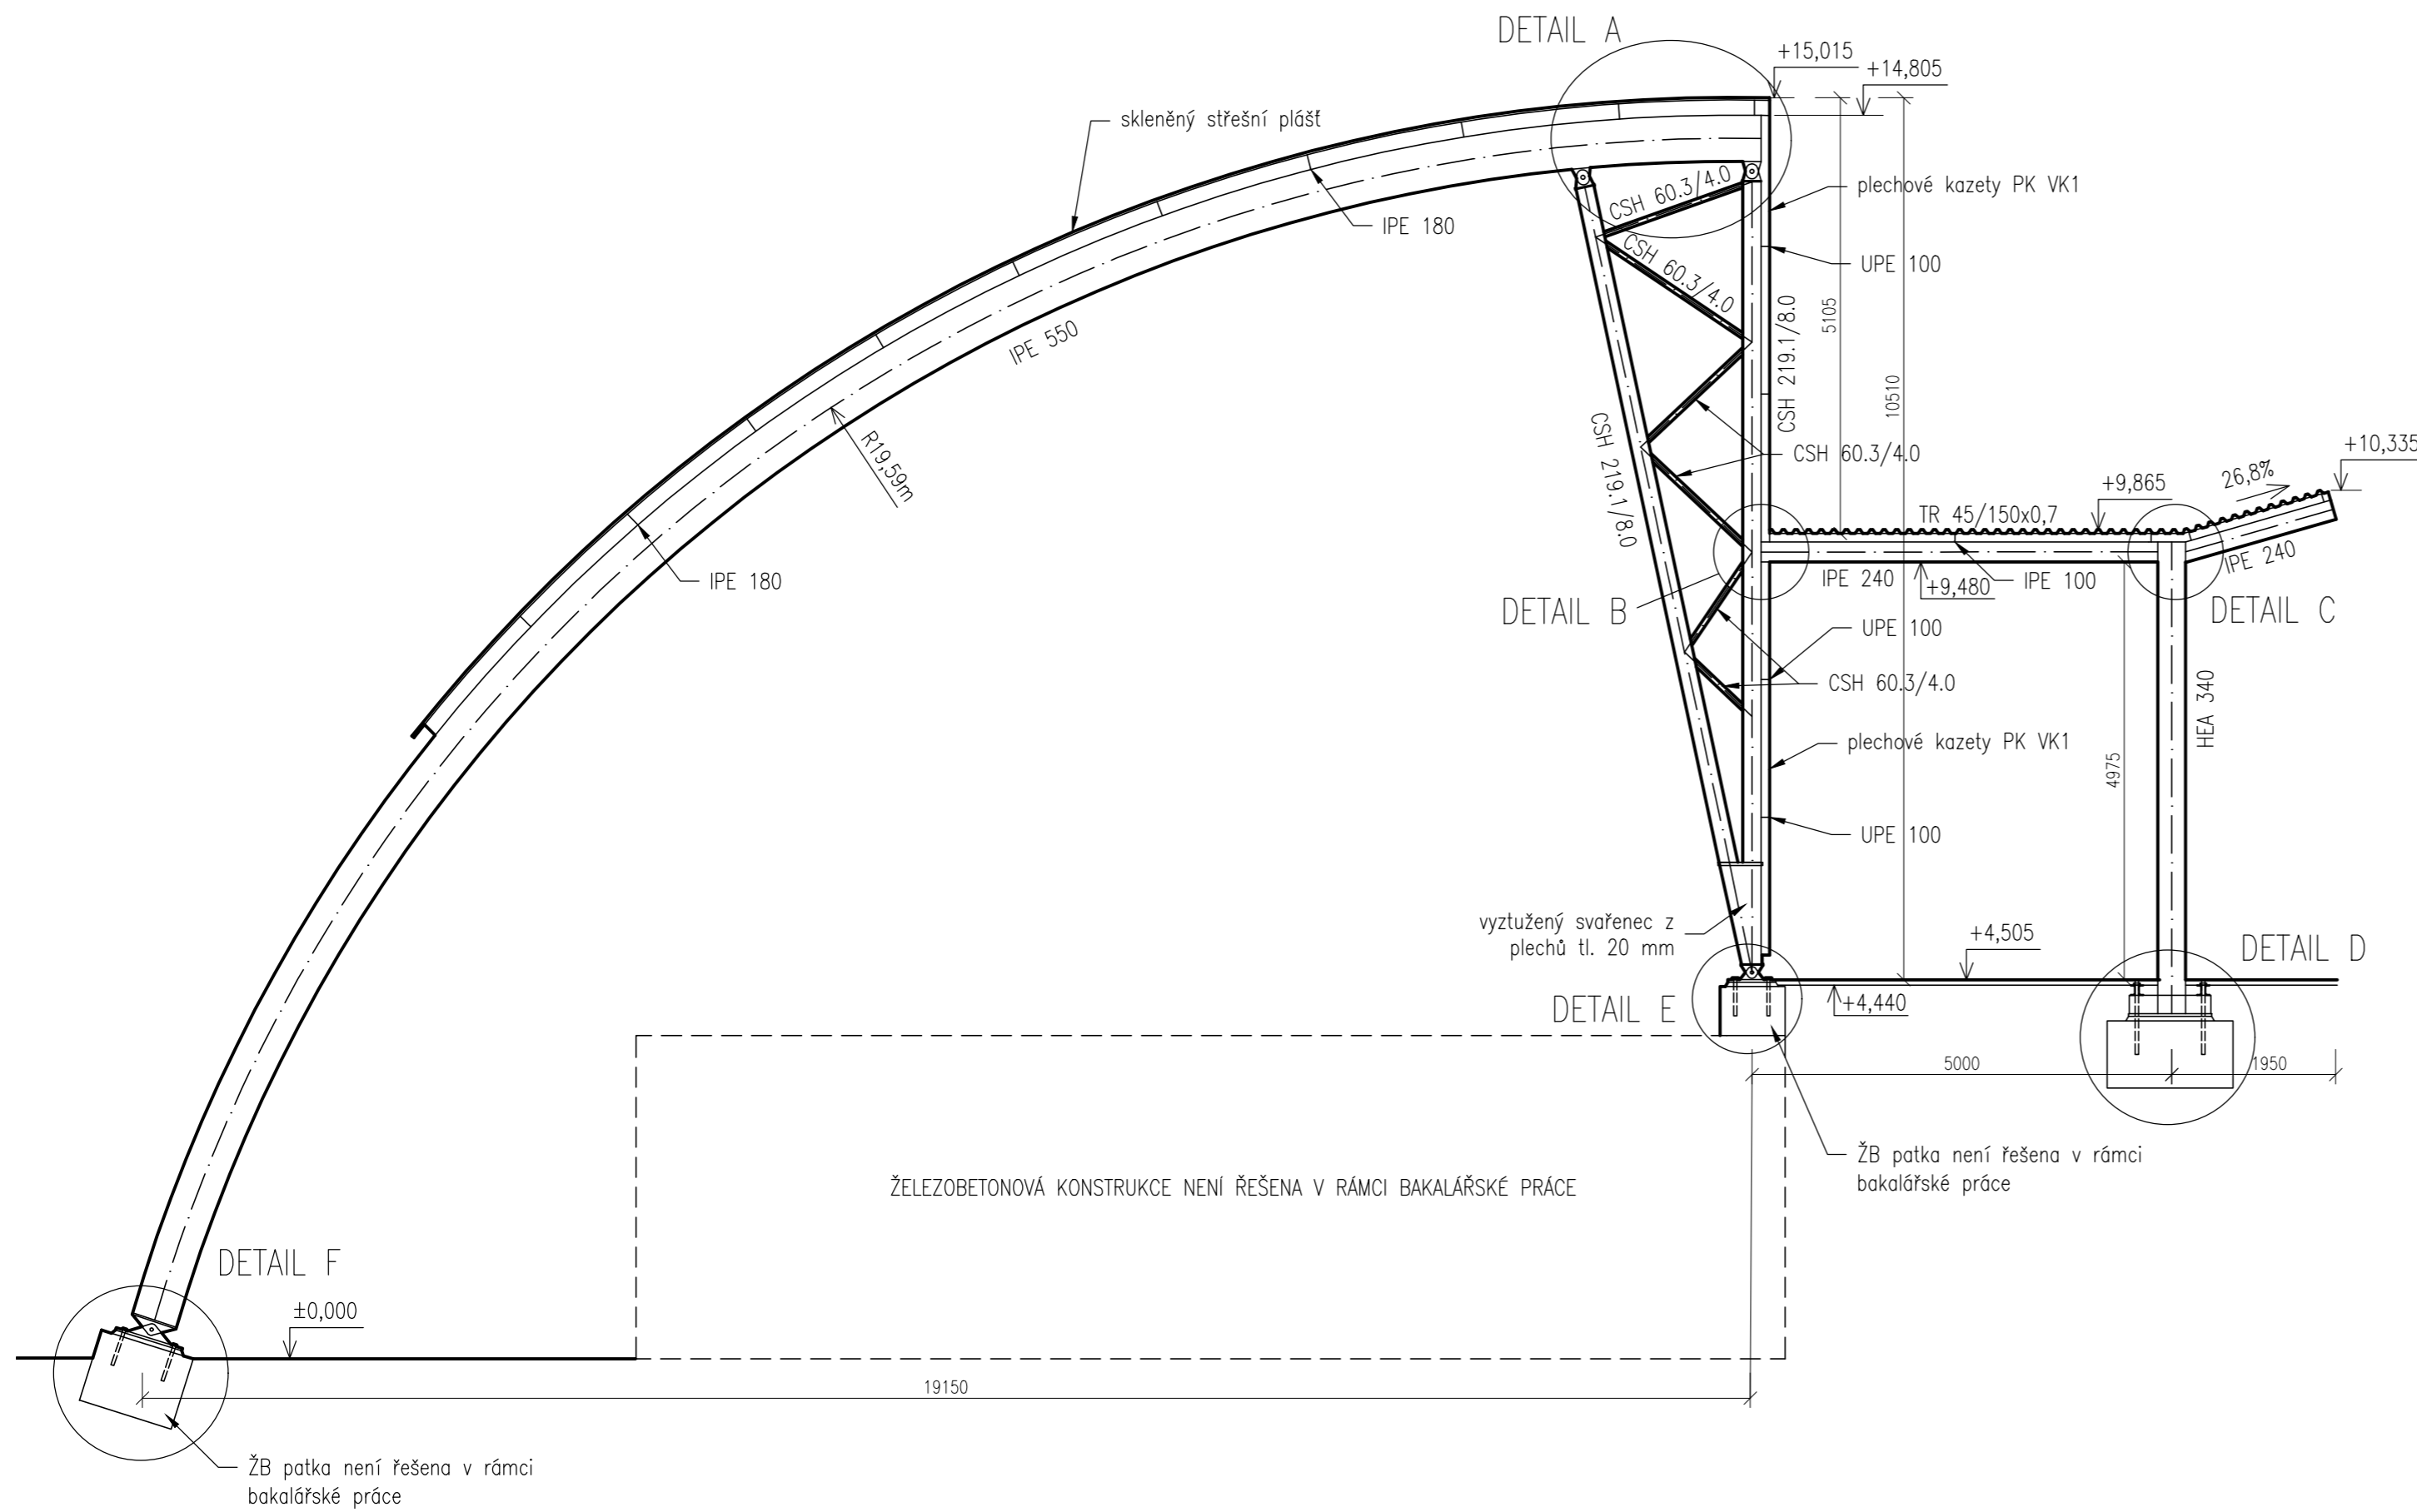 DETAIL A
+15,015
+14,805
skleněný střešní plášť
CSH 60.3/4.0
plechové kazety PK VK1
IPE 180
CSH 60.3/4.0
UPE 100
IPE 550
5105
CSH 219.1/8.0
10510
R19,59m
CSH 219.1/8.0
CSH 60.3/4.0
+10,335
26,8%
+9,865
TR 45/150x0,7
IPE 180
IPE 240
+9,480
IPE 100
IPE 240
DETAIL B
DETAIL C
UPE 100
CSH 60.3/4.0
HEA 340
plechové kazety PK VK1
4975
UPE 100
vyztužený svařenec z
plechů tl. 20 mm
+4,505
DETAIL D
DETAIL E
+4,440
5000
1950
ŽB patka není řešena v rámci
bakalářské práce
ŽELEZOBETONOVÁ KONSTRUKCE NENÍ ŘEŠENA V RÁMCI BAKALÁŘSKÉ PRÁCE
DETAIL F
±0,000
19150
ŽB patka není řešena v rámci
bakalářské práce